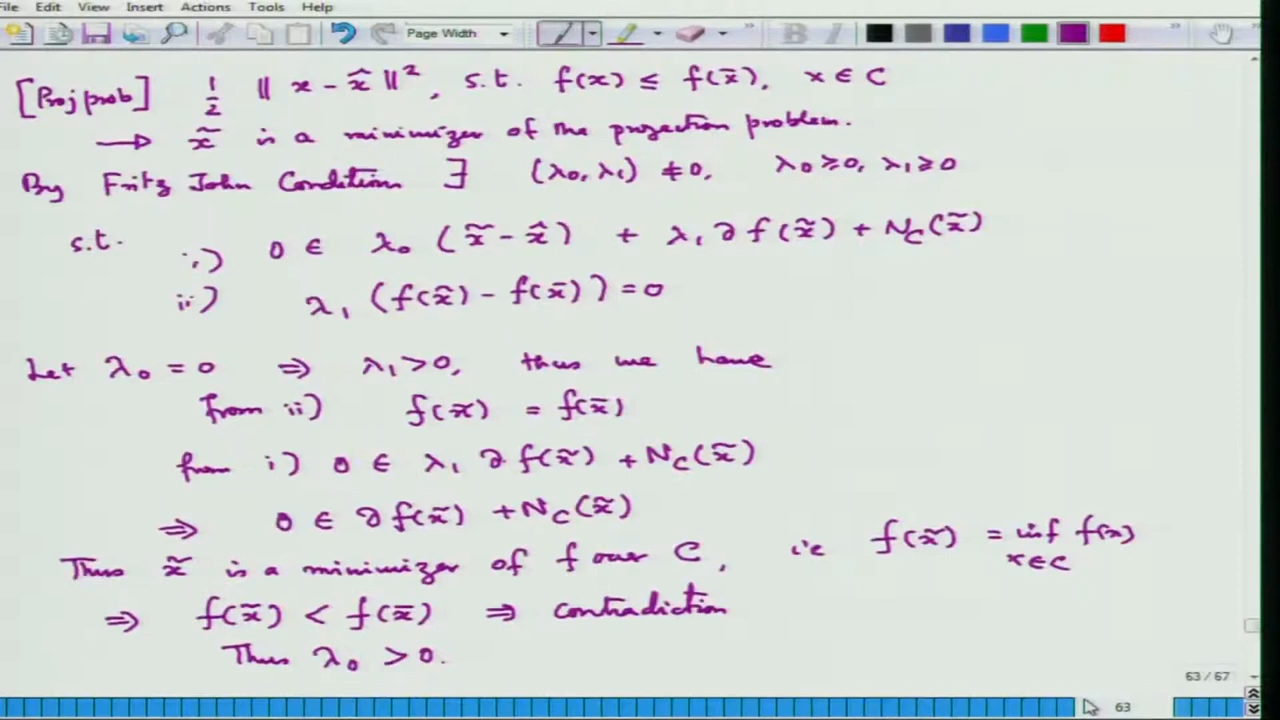 File Edit View Insert Actions Tools Help
Page Width
[Proj prob] 1/2 ‖ x - x̂ ‖², s.t. f(x) ≤ f(x̄), x ∈ C
→ x̃ is a minimizer of the projection problem.
By Fritz John Condition ∃ (λ₀, λ₁) ≠ 0, λ₀ ≥ 0, λ₁ ≥ 0
s.t. i) 0 ∈ λ₀ (x̃ - x̂) + λ₁ ∂f(x̃) + N_C(x̃)
ii) λ₁ (f(x̃) - f(x̄)) = 0
Let λ₀ = 0 ⇒ λ₁ > 0, thus we have
from ii) f(x̃) = f(x̄)
from i) 0 ∈ λ₁ ∂f(x̃) + N_C(x̃)
⇒ 0 ∈ ∂f(x̃) + N_C(x̃)
Thus x̃ is a minimizer of f over C, i.e f(x̃) = inf_{x∈C} f(x)
⇒ f(x̃) < f(x̄) ⇒ contradiction
Thus λ₀ > 0.
63 / 67
63